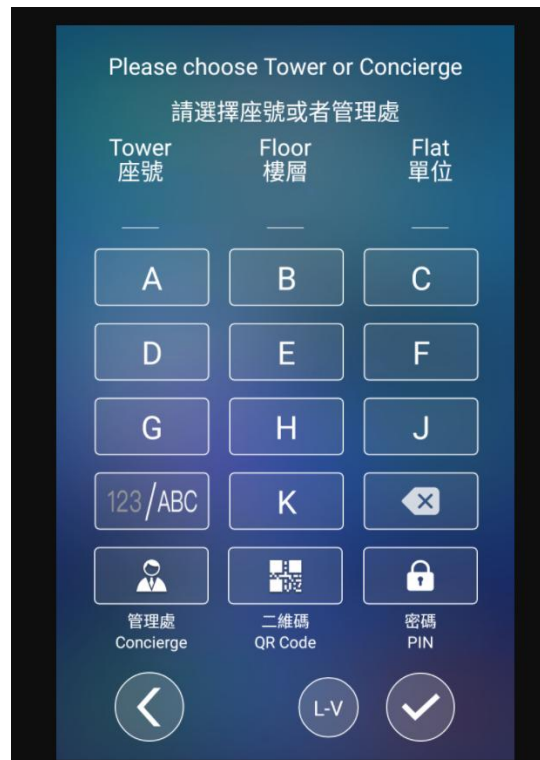 Please choose Tower or Concierge
請選擇座號或者管理處
Tower Floor Flat
座號 樓層 單位
A B C
D E F
G H J
123/ABC K
管理處 二維碼 密碼
Concierge QR Code PIN
L-V